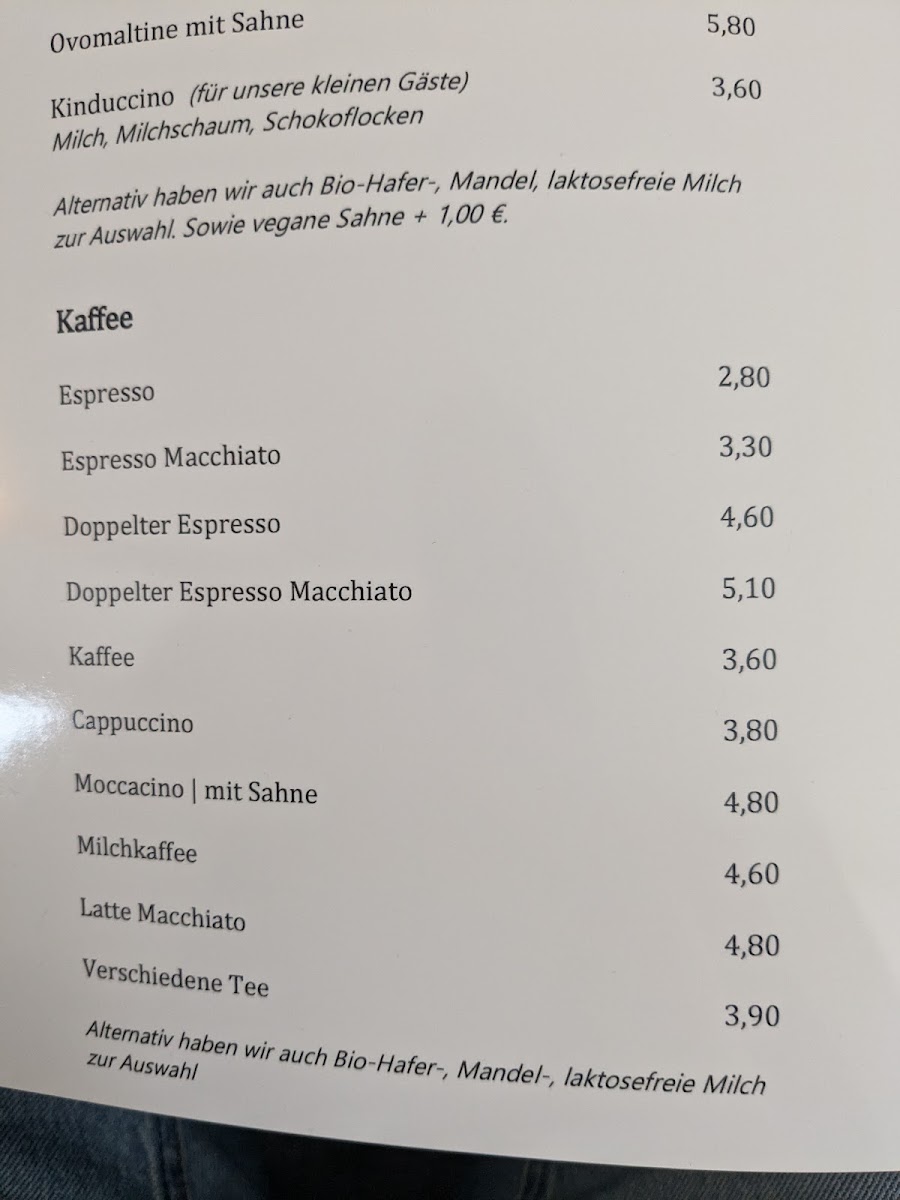 Ovomaltine mit Sahne 5,80
Kinduccino (für unsere kleinen Gäste) 3,60
Milch, Milchschaum, Schokoflocken
Alternativ haben wir auch Bio-Hafer-, Mandel, laktosefreie Milch
zur Auswahl. Sowie vegane Sahne + 1,00 €.
Kaffee
Espresso 2,80
Espresso Macchiato 3,30
Doppelter Espresso 4,60
Doppelter Espresso Macchiato 5,10
Kaffee 3,60
Cappuccino 3,80
Moccacino | mit Sahne 4,80
Milchkaffee 4,60
Latte Macchiato 4,80
Verschiedene Tee 3,90
Alternativ haben wir auch Bio-Hafer-, Mandel-, laktosefreie Milch
zur Auswahl